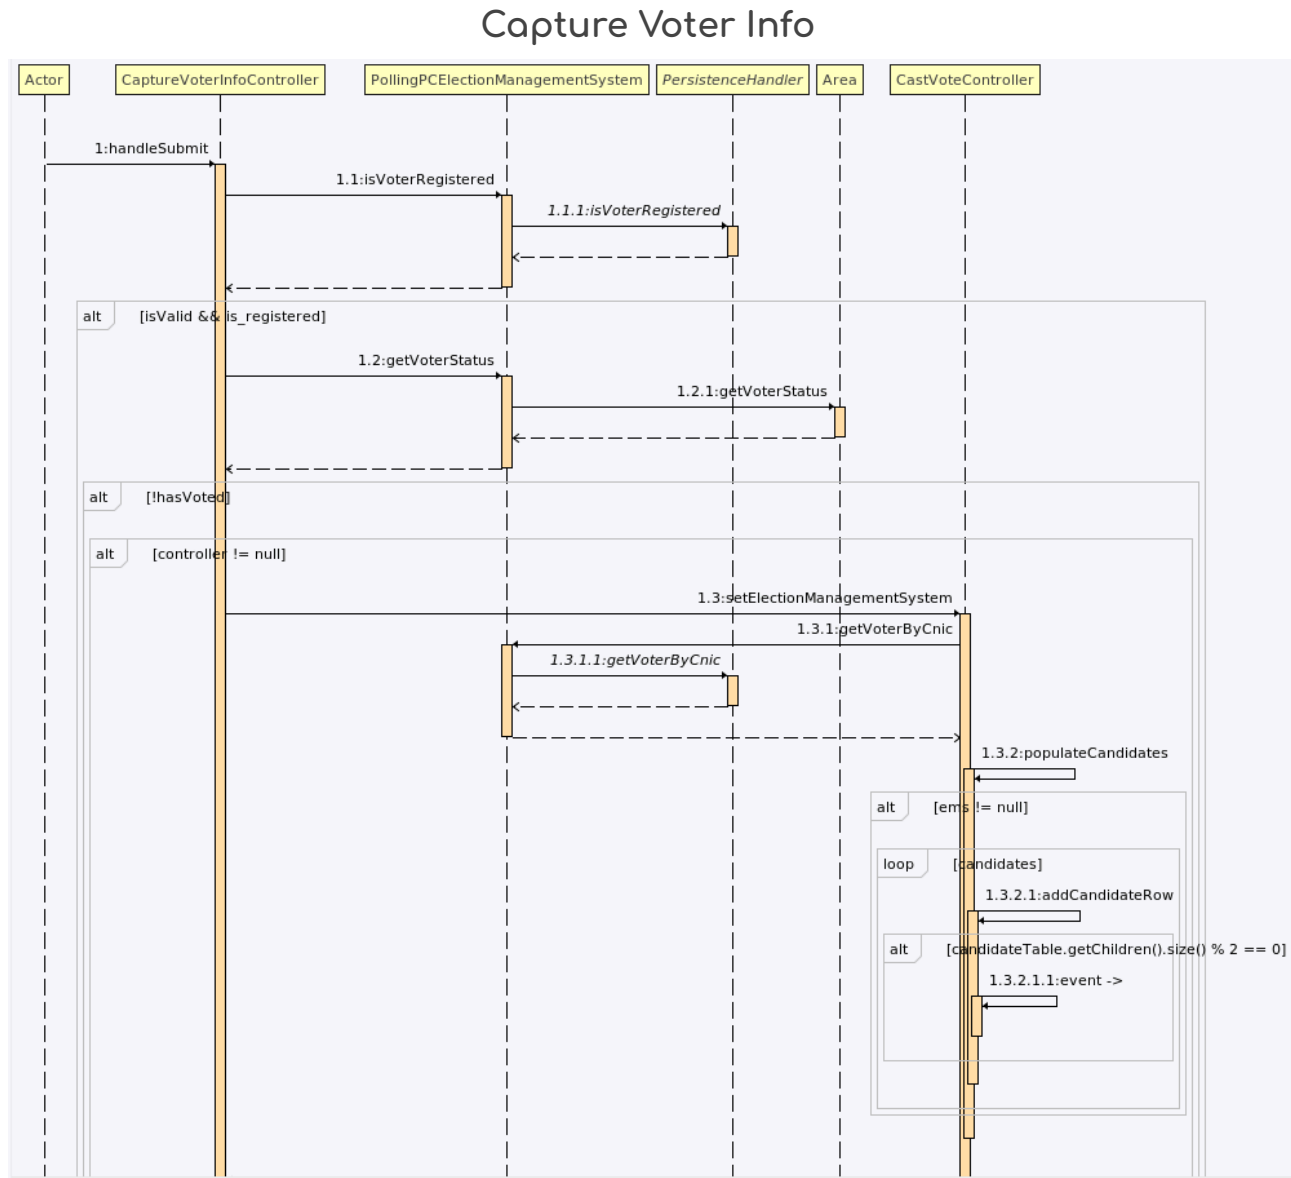 Capture Voter Info
Actor
CaptureVoterInfoController
PollingPCElectionManagementSystem
PersistenceHandler
Area
CastVoteController
1:handleSubmit
1.1:isVoterRegistered
1.1.1:isVoterRegistered
alt [isValid && is_registered]
1.2:getVoterStatus
1.2.1:getVoterStatus
alt [!hasVoted]
alt [controller != null]
1.3:setElectionManagementSystem
1.3.1:getVoterByCnic
1.3.1.1:getVoterByCnic
1.3.2:populateCandidates
alt [ems != null]
loop [candidates]
1.3.2.1:addCandidateRow
alt [candidateTable.getChildren().size() % 2 == 0]
1.3.2.1.1:event ->